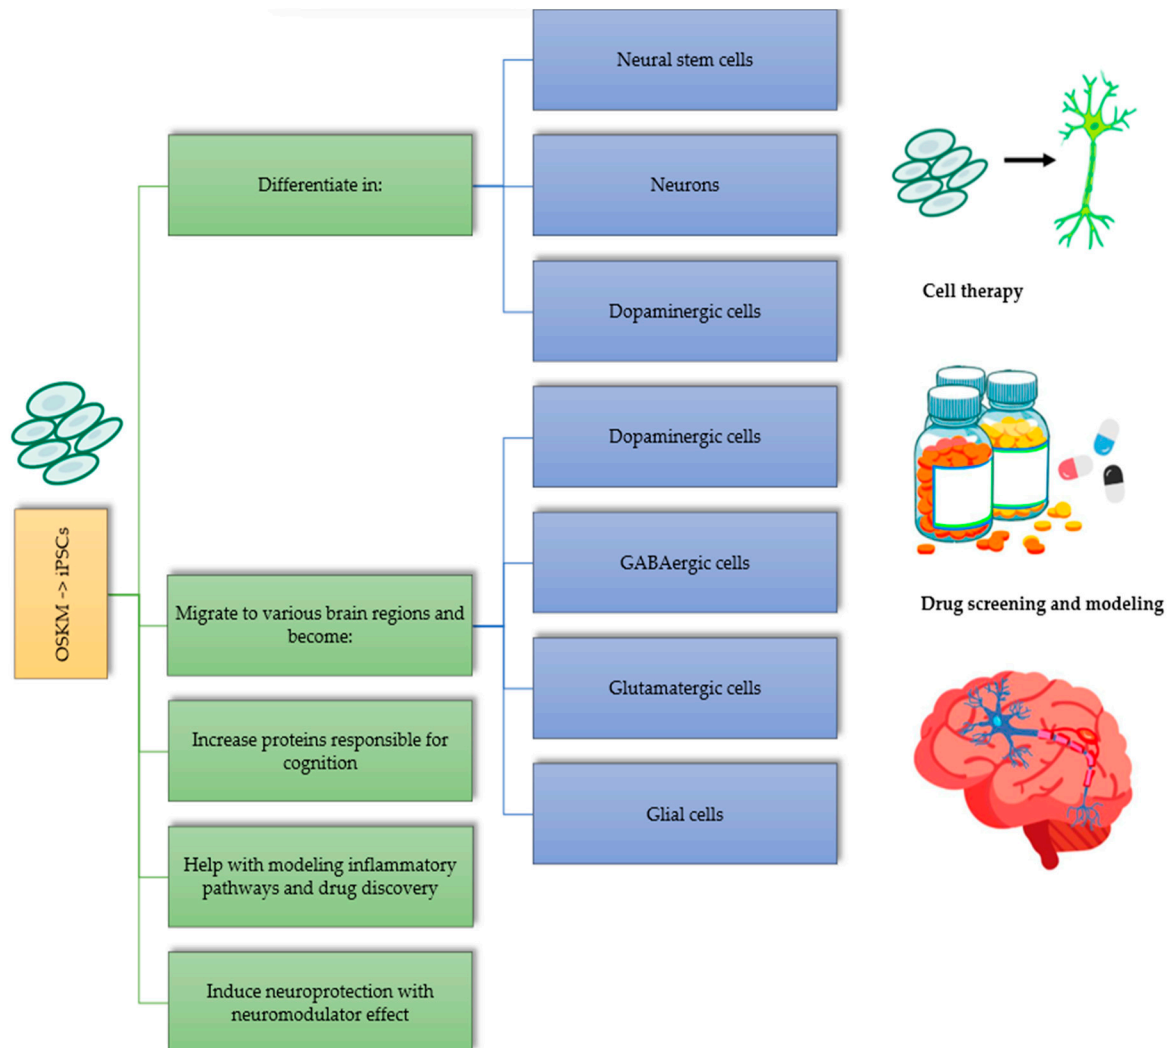 OSKM -> iPSCs
Differentiate in:
Neural stem cells
Neurons
Dopaminergic cells
Migrate to various brain regions and
become:
Dopaminergic cells
GABAergic cells
Glutamatergic cells
Glial cells
Increase proteins responsible for
cognition
Help with modeling inflammatory
pathways and drug discovery
Induce neuroprotection with
neuromodulator effect
Cell therapy
Drug screening and modeling